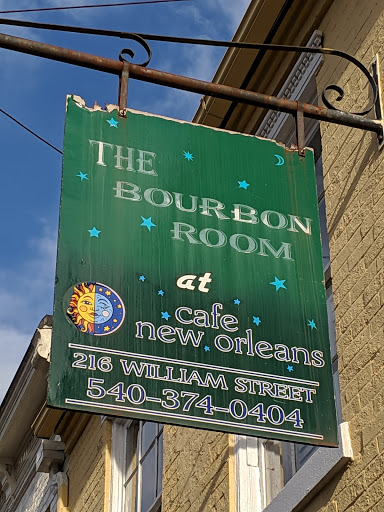 THE
BOURBON
ROOM
at
cafe
new orleans
216 WILLIAM STREET
540-374-0404